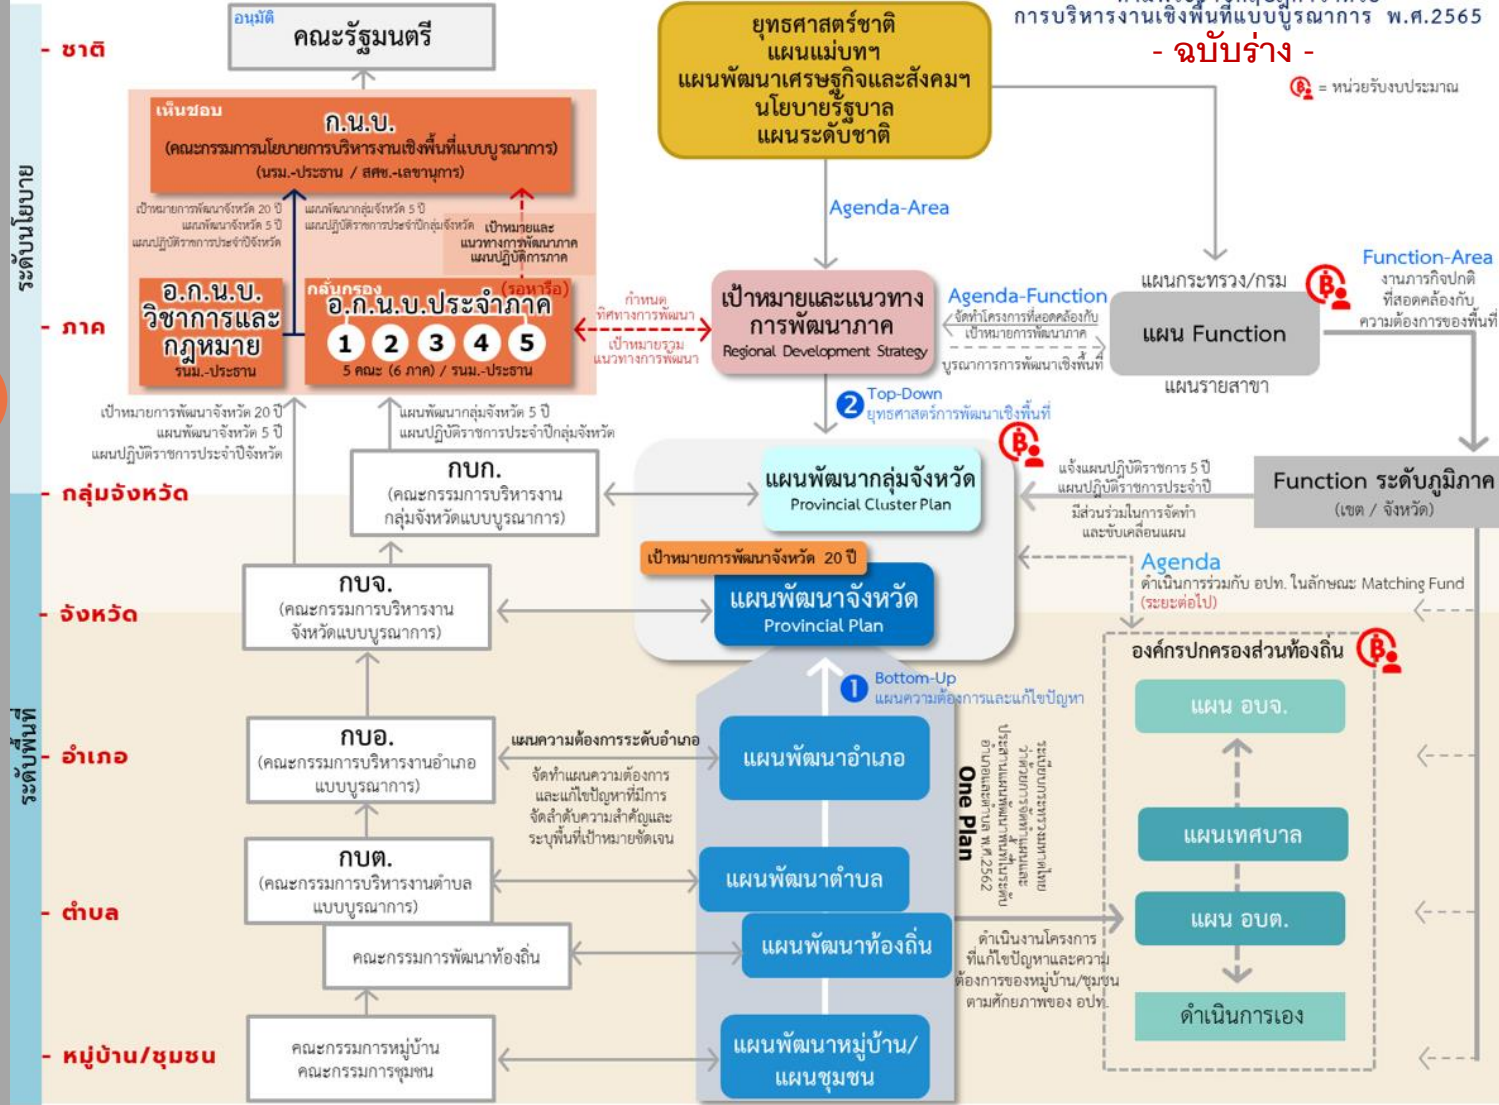 การบริหารงานเชิงพื้นที่แบบบูรณาการ พ.ศ.2565
- ฉบับร่าง -
= หน่วยรับงบประมาณ
ระดับนโยบาย
ระดับพื้นที่
- ชาติ
- ภาค
- กลุ่มจังหวัด
- จังหวัด
- อำเภอ
- ตำบล
- หมู่บ้าน/ชุมชน
อนุมัติ
คณะรัฐมนตรี
เห็นชอบ
ก.น.บ.
(คณะกรรมการนโยบายการบริหารงานเชิงพื้นที่แบบบูรณาการ)
(นรม.-ประธาน / สศช.-เลขานุการ)
เป้าหมายการพัฒนาจังหวัด 20 ปี
แผนพัฒนาจังหวัด 5 ปี
แผนปฏิบัติราชการประจำปีจังหวัด
แผนพัฒนากลุ่มจังหวัด 5 ปี
แผนปฏิบัติราชการประจำปีกลุ่มจังหวัด
เป้าหมายและ
แนวทางการพัฒนาภาค
แผนปฏิบัติการภาค
(รอหารือ)
อ.ก.น.บ.
วิชาการและ
กฎหมาย
รนม.-ประธาน
กลั่นกรอง
อ.ก.น.บ.ประจำภาค
1 2 3 4 5
5 คณะ (6 ภาค) / รนม.-ประธาน
เป้าหมายการพัฒนาจังหวัด 20 ปี
แผนพัฒนาจังหวัด 5 ปี
แผนปฏิบัติราชการประจำปีจังหวัด
แผนพัฒนากลุ่มจังหวัด 5 ปี
แผนปฏิบัติราชการประจำปีกลุ่มจังหวัด
กบก.
(คณะกรรมการบริหารงาน
กลุ่มจังหวัดแบบบูรณาการ)
กบจ.
(คณะกรรมการบริหารงาน
จังหวัดแบบบูรณาการ)
กบอ.
(คณะกรรมการบริหารงานอำเภอ
แบบบูรณาการ)
กบต.
(คณะกรรมการบริหารงานตำบล
แบบบูรณาการ)
คณะกรรมการพัฒนาท้องถิ่น
คณะกรรมการหมู่บ้าน
คณะกรรมการชุมชน
ยุทธศาสตร์ชาติ
แผนแม่บทฯ
แผนพัฒนาเศรษฐกิจและสังคมฯ
นโยบายรัฐบาล
แผนระดับชาติ
Agenda-Area
กำหนด
ทิศทางการพัฒนา
เป้าหมายรวม
แนวทางการพัฒนา
เป้าหมายและแนวทาง
การพัฒนาภาค
Regional Development Strategy
Agenda-Function
จัดทำโครงการที่สอดคล้องกับ
เป้าหมายการพัฒนาภาค
บูรณาการการพัฒนาเชิงพื้นที่
แผนกระทรวง/กรม
แผน Function
แผนรายสาขา
Function-Area
งานภารกิจปกติ
ที่สอดคล้องกับ
ความต้องการของพื้นที่
2 Top-Down
ยุทธศาสตร์การพัฒนาเชิงพื้นที่
แผนพัฒนากลุ่มจังหวัด
Provincial Cluster Plan
เป้าหมายการพัฒนาจังหวัด 20 ปี
แผนพัฒนาจังหวัด
Provincial Plan
แจ้งแผนปฏิบัติราชการ 5 ปี
แผนปฏิบัติราชการประจำปี
มีส่วนร่วมในการจัดทำ
และขับเคลื่อนแผน
Function ระดับภูมิภาค
(เขต / จังหวัด)
Agenda
ดำเนินการร่วมกับ อปท. ในลักษณะ Matching Fund
(ระยะต่อไป)
1 Bottom-Up
แผนความต้องการและแก้ไขปัญหา
แผนความต้องการระดับอำเภอ
จัดทำแผนความต้องการ
และแก้ไขปัญหาที่มีการ
จัดลำดับความสำคัญและ
ระบุพื้นที่เป้าหมายชัดเจน
แผนพัฒนาอำเภอ
แผนพัฒนาตำบล
แผนพัฒนาท้องถิ่น
แผนพัฒนาหมู่บ้าน/
แผนชุมชน
ระเบียบกระทรวงมหาดไทย
ว่าด้วยการจัดทำแผนและ
ประสานแผนพัฒนาพื้นที่ในระดับ
อำเภอและตำบล พ.ศ.2562
One Plan
ดำเนินงานโครงการ
ที่แก้ไขปัญหาและความ
ต้องการของหมู่บ้าน/ชุมชน
ตามศักยภาพของ อปท.
องค์กรปกครองส่วนท้องถิ่น
แผน อบจ.
แผนเทศบาล
แผน อบต.
ดำเนินการเอง